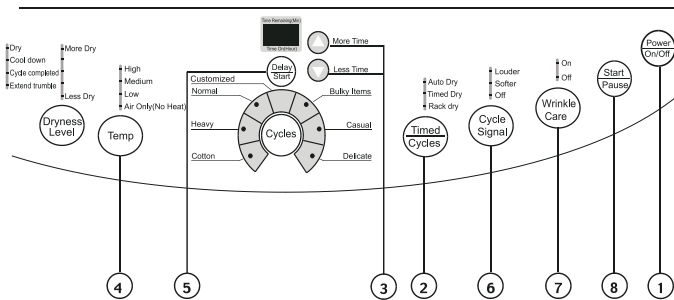 Time Remaining(Min)
Time On(Hour)
More Time
Less Time
Delay
Start
Dry
Cool down
Cycle completed
Extend trumble
More Dry
Less Dry
Dryness
Level
High
Medium
Low
Air Only(No Heat)
Temp
Customized
Normal
Heavy
Cotton
Cycles
Bulky Items
Casual
Delicate
Auto Dry
Timed Dry
Rack dry
Timed
Cycles
Louder
Softer
Off
Cycle
Signal
On
Off
Wrinkle
Care
Start
Pause
Power
On/Off
4
5
3
2
6
7
8
1